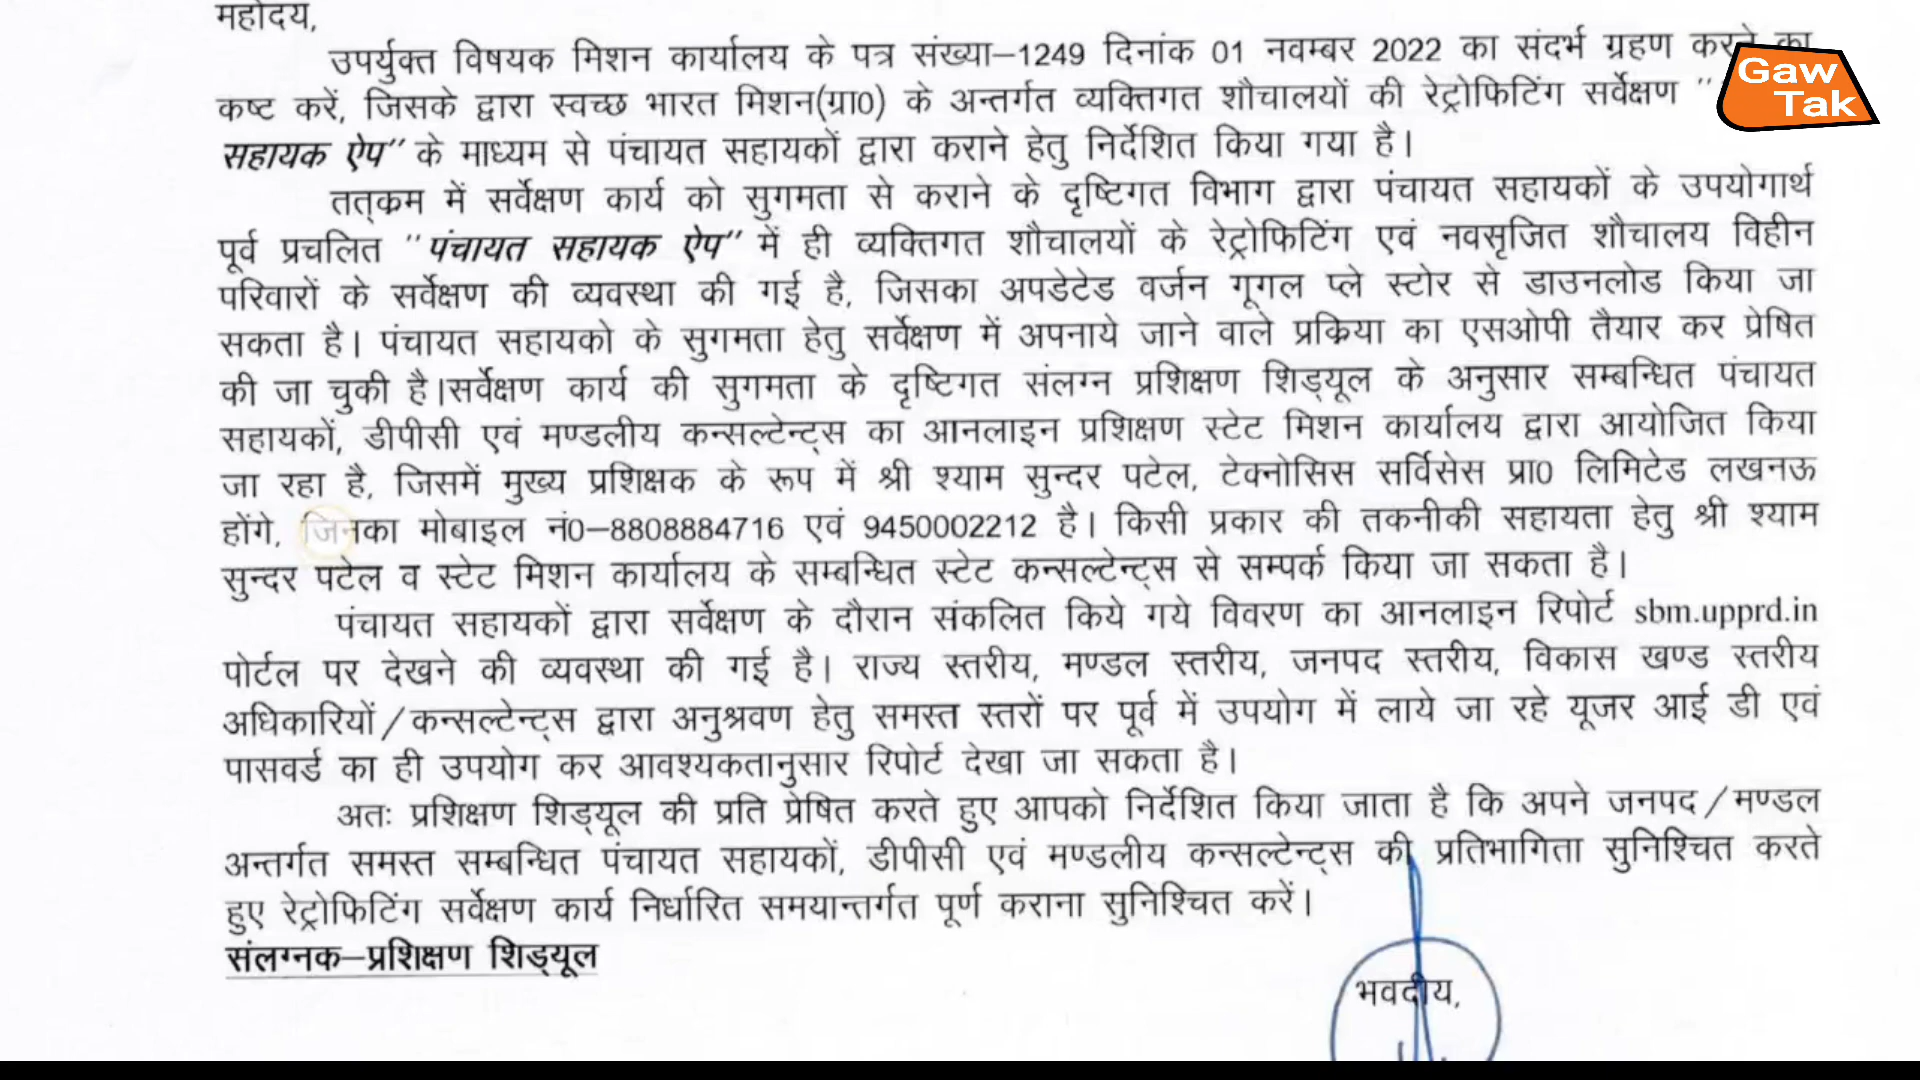 महोदय,
उपर्युक्त विषयक मिशन कार्यालय के पत्र संख्या–1249 दिनांक 01 नवम्बर 2022 का संदर्भ ग्रहण करने का
कष्ट करें, जिसके द्वारा स्वच्छ भारत मिशन(ग्रा0) के अन्तर्गत व्यक्तिगत शौचालयों की रेट्रोफिटिंग सर्वेक्षण ''
Gaw
Tak
सहायक ऐप'' के माध्यम से पंचायत सहायकों द्वारा कराने हेतु निर्देशित किया गया है।
तत्क्रम में सर्वेक्षण कार्य को सुगमता से कराने के दृष्टिगत विभाग द्वारा पंचायत सहायकों के उपयोगार्थ
पूर्व प्रचलित ''पंचायत सहायक ऐप'' में ही व्यक्तिगत शौचालयों के रेट्रोफिटिंग एवं नवसृजित शौचालय विहीन
परिवारों के सर्वेक्षण की व्यवस्था की गई है, जिसका अपडेटेड वर्जन गूगल प्ले स्टोर से डाउनलोड किया जा
सकता है। पंचायत सहायको के सुगमता हेतु सर्वेक्षण में अपनाये जाने वाले प्रक्रिया का एसओपी तैयार कर प्रेषित
की जा चुकी है।सर्वेक्षण कार्य की सुगमता के दृष्टिगत संलग्न प्रशिक्षण शिड्यूल के अनुसार सम्बन्धित पंचायत
सहायकों, डीपीसी एवं मण्डलीय कन्सल्टेन्ट्स का आनलाइन प्रशिक्षण स्टेट मिशन कार्यालय द्वारा आयोजित किया
जा रहा है, जिसमें मुख्य प्रशिक्षक के रूप में श्री श्याम सुन्दर पटेल, टेक्नोसिस सर्विसेस प्रा0 लिमिटेड लखनऊ
होंगे, जिनका मोबाइल नं0–8808884716 एवं 9450002212 है। किसी प्रकार की तकनीकी सहायता हेतु श्री श्याम
सुन्दर पटेल व स्टेट मिशन कार्यालय के सम्बन्धित स्टेट कन्सल्टेन्ट्स से सम्पर्क किया जा सकता है।
पंचायत सहायकों द्वारा सर्वेक्षण के दौरान संकलित किये गये विवरण का आनलाइन रिपोर्ट sbm.upprd.in
पोर्टल पर देखने की व्यवस्था की गई है। राज्य स्तरीय, मण्डल स्तरीय, जनपद स्तरीय, विकास खण्ड स्तरीय
अधिकारियों/कन्सल्टेन्ट्स द्वारा अनुश्रवण हेतु समस्त स्तरों पर पूर्व में उपयोग में लाये जा रहे यूजर आई डी एवं
पासवर्ड का ही उपयोग कर आवश्यकतानुसार रिपोर्ट देखा जा सकता है।
अतः प्रशिक्षण शिड्यूल की प्रति प्रेषित करते हुए आपको निर्देशित किया जाता है कि अपने जनपद/मण्डल
अन्तर्गत समस्त सम्बन्धित पंचायत सहायकों, डीपीसी एवं मण्डलीय कन्सल्टेन्ट्स की प्रतिभागिता सुनिश्चित करते
हुए रेट्रोफिटिंग सर्वेक्षण कार्य निर्धारित समयान्तर्गत पूर्ण कराना सुनिश्चित करें।
संलग्नक–प्रशिक्षण शिड्यूल
भवदीय,